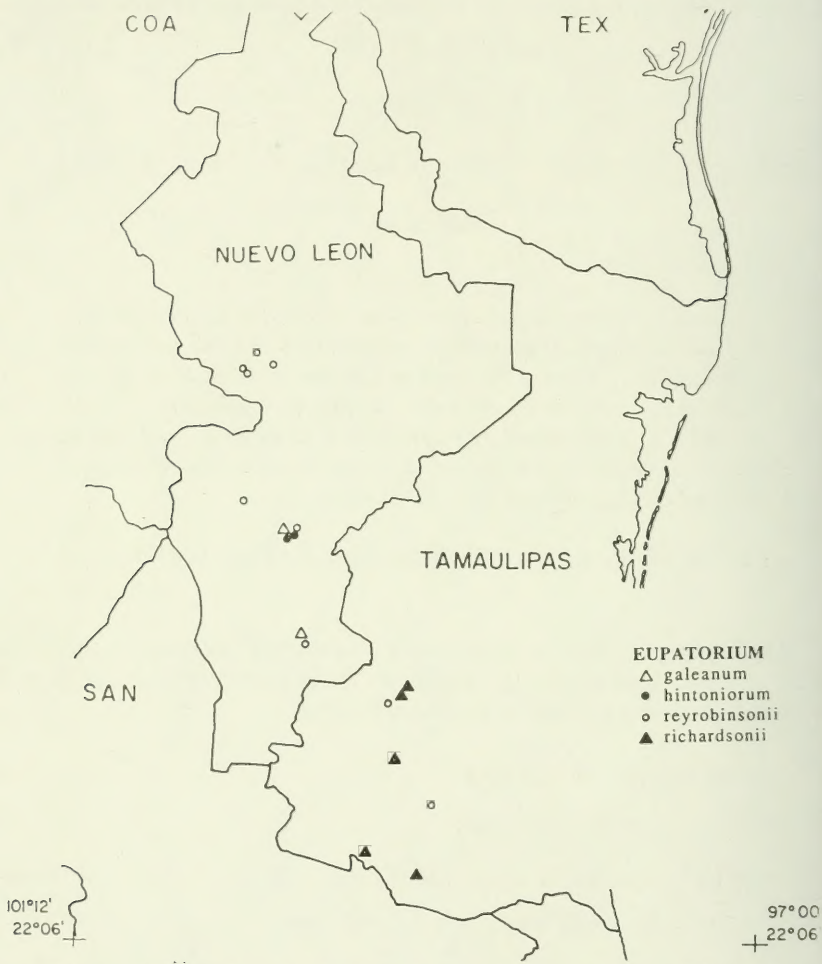 COA
TEX
NUEVO LEON
TAMAULIPAS
SAN
EUPATORIUM
galeanum
hintoniorum
reyrobinsonii
richardsonii
101°12'
22°06'
97°00
22°06'